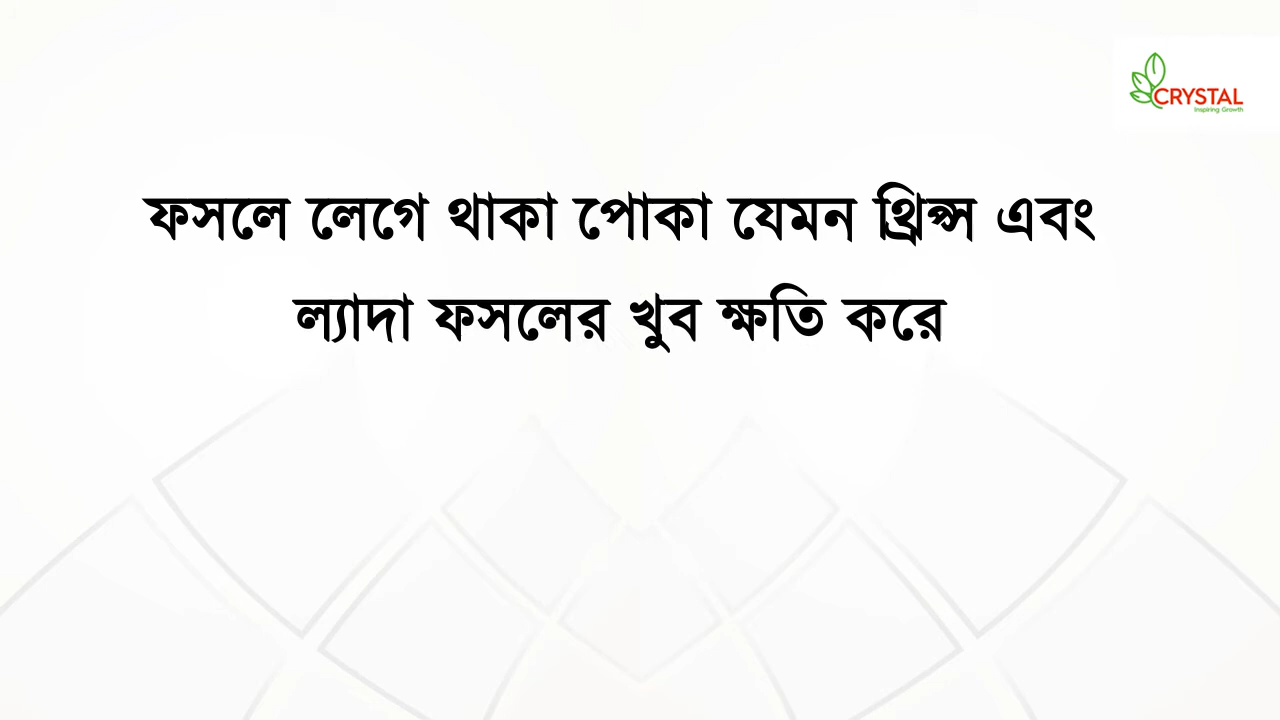 CRYSTAL
Inspiring Growth
ফসলে লেগে থাকা পোকা যেমন থ্রিপ্স এবং
ল্যাদা ফসলের খুব ক্ষতি করে